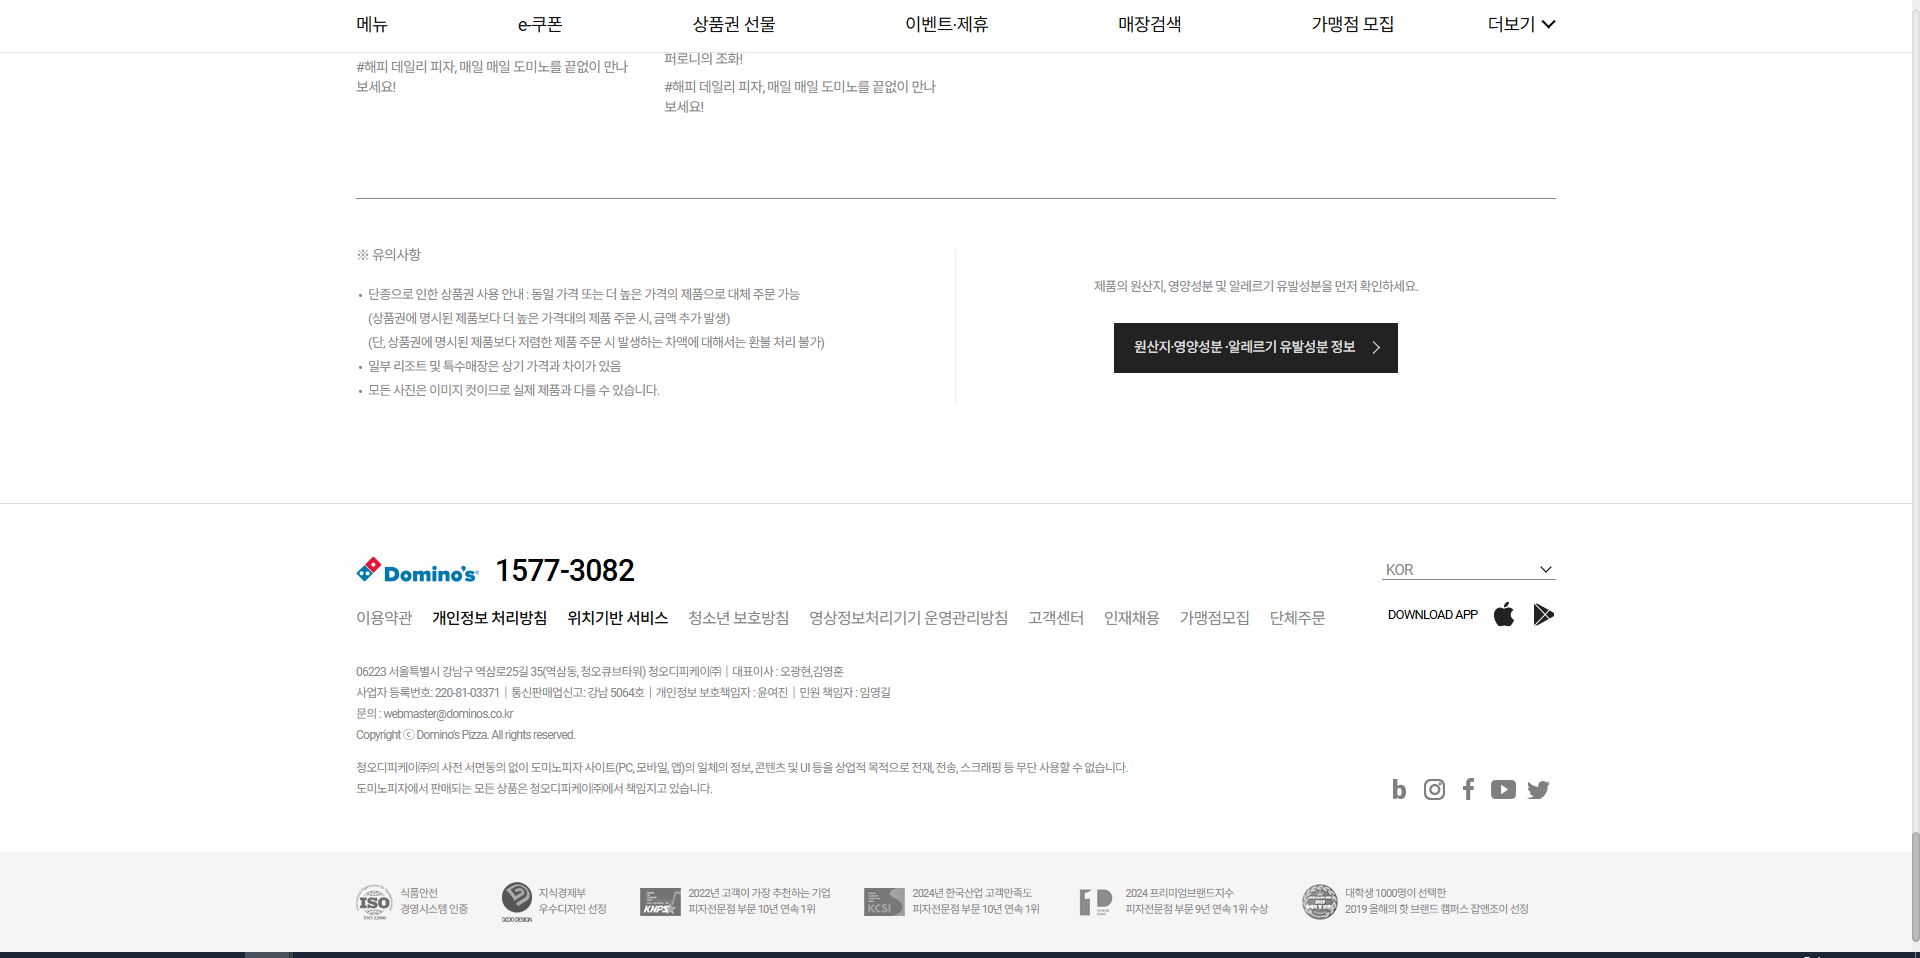 메뉴
e-쿠폰
상품권 선물
이벤트·제휴
매장검색
가맹점 모집
더보기
#해피 데일리 피자, 매일 매일 도미노를 끝없이 만나
보세요!
퍼로니의 조화!
#해피 데일리 피자, 매일 매일 도미노를 끝없이 만나
보세요!
※ 유의사항
• 단종으로 인한 상품권 사용 안내 : 동일 가격 또는 더 높은 가격의 제품으로 대체 주문 가능
(상품권에 명시된 제품보다 더 높은 가격대의 제품 주문 시, 금액 추가 발생)
(단, 상품권에 명시된 제품보다 저렴한 제품 주문 시 발생하는 차액에 대해서는 환불 처리 불가)
• 일부 리조트 및 특수매장은 상기 가격과 차이가 있음
• 모든 사진은 이미지 컷이므로 실제 제품과 다를 수 있습니다.
제품의 원산지, 영양성분 및 알레르기 유발성분을 먼저 확인하세요.
원산지·영양성분 ·알레르기 유발성분 정보
Domino's 1577-3082
KOR
이용약관 개인정보 처리방침 위치기반 서비스 청소년 보호방침 영상정보처리기기 운영관리방침 고객센터 인재채용 가맹점모집 단체주문
DOWNLOAD APP
06223 서울특별시 강남구 역삼로25길 35(역삼동, 청오큐브타워) 청오디피케이㈜ | 대표이사 : 오광현,김영훈
사업자 등록번호: 220-81-03371 | 통신판매업신고: 강남 5064호 | 개인정보 보호책임자 : 윤여진 | 민원 책임자 : 임영길
문의 : webmaster@dominos.co.kr
Copyright ⓒ Domino's Pizza. All rights reserved.
청오디피케이㈜의 사전 서면동의 없이 도미노피자 사이트(PC, 모바일, 앱)의 일체의 정보, 콘텐츠 및 UI 등을 상업적 목적으로 전재, 전송, 스크래핑 등 무단 사용할 수 없습니다.
도미노피자에서 판매되는 모든 상품은 청오디피케이㈜에서 책임지고 있습니다.
ISO
식품안전
경영시스템 인증
GOOD DESIGN
지식경제부
우수디자인 선정
KNPS
2022년 고객이 가장 추천하는 기업
피자전문점 부문 10년 연속 1위
KCSI
2024년 한국산업 고객만족도
피자전문점 부문 10년 연속 1위
2024 프리미엄브랜드지수
피자전문점 부문 9년 연속 1위 수상
대학생 1000명이 선택한
2019 올해의 핫 브랜드 캠퍼스 잡앤조이 선정